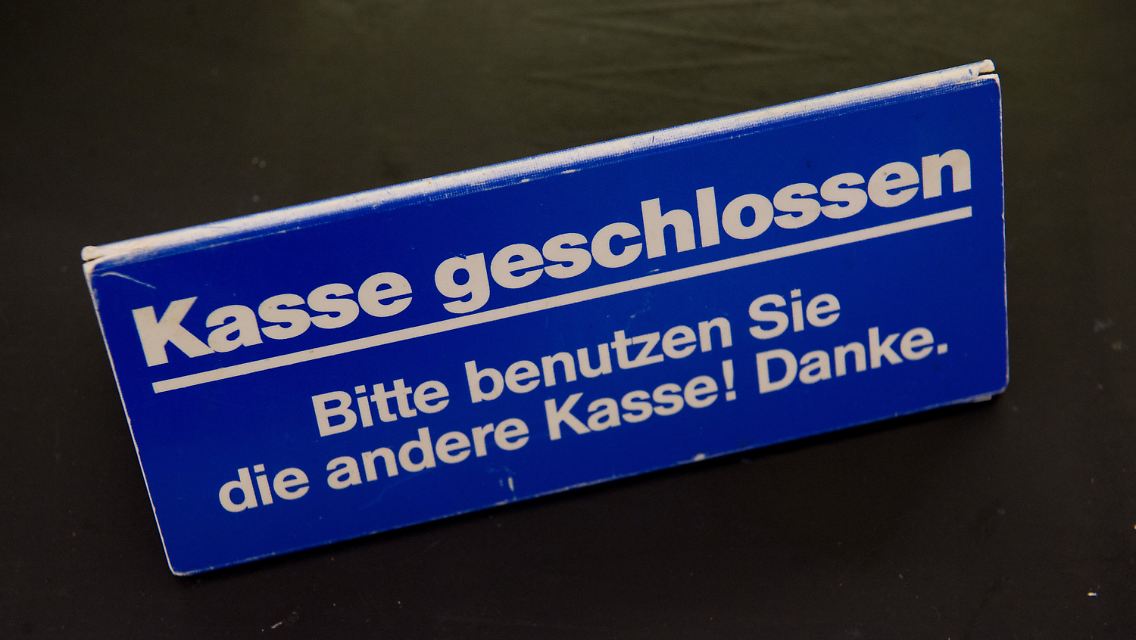 Kasse geschlossen
Bitte benutzen Sie
die andere Kasse! Danke.